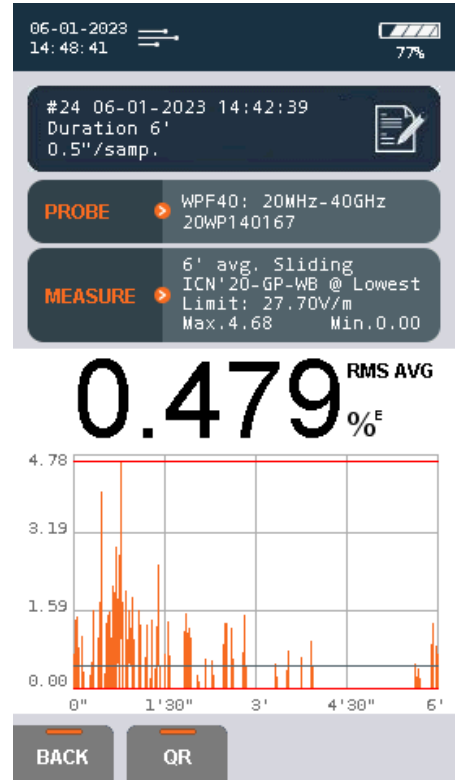 06-01-2023
14:48:41
77%
#24 06-01-2023 14:42:39
Duration 6'
0.5"/samp.
PROBE
WPF40: 20MHz-40GHz
20WP140167
MEASURE
6' avg. Sliding
ICN'20-GP-WB @ Lowest
Limit: 27.70V/m
Max.4.68 Min.0.00
0.479 RMS AVG
%E
4.78
3.19
1.59
0.00
0" 1'30" 3' 4'30" 6'
BACK QR